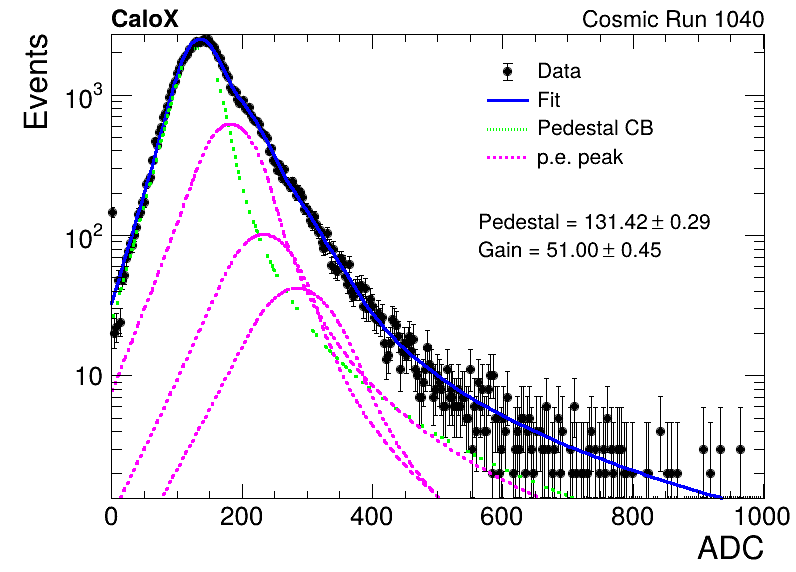 CaloX Cosmic Run 1040
Events
Data
Fit
Pedestal CB
p.e. peak
Pedestal = 131.42 ± 0.29
Gain = 51.00 ± 0.45
10³
10²
10
0 200 400 600 800 1000
ADC